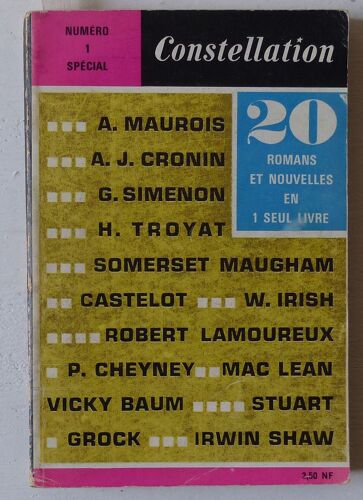 NUMÉRO
1
SPÉCIAL
Constellation
20
ROMANS
ET NOUVELLES
EN
1 SEUL LIVRE
A. MAUROIS
A. J. CRONIN
G. SIMENON
H. TROYAT
SOMERSET MAUGHAM
CASTELOT W. IRISH
ROBERT LAMOUREUX
P. CHEYNEY MAC LEAN
VICKY BAUM STUART
GROCK IRWIN SHAW
2,50 NF